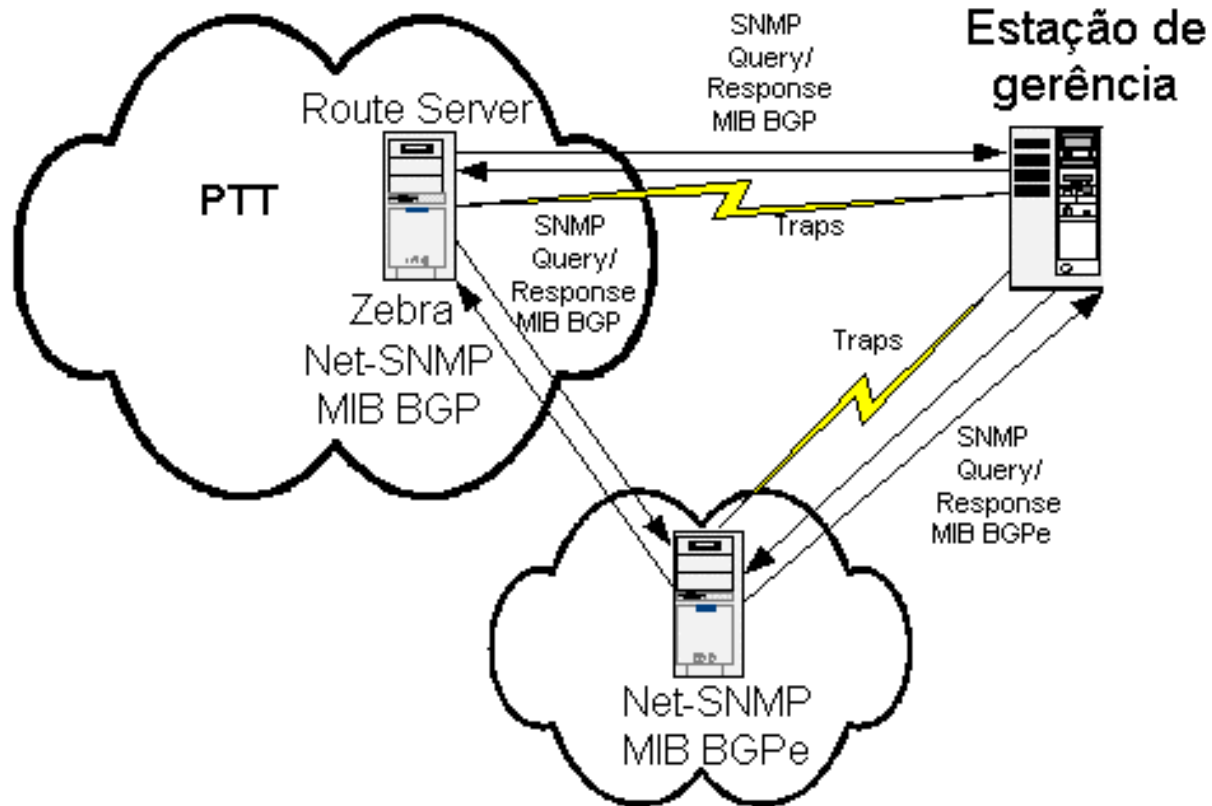 SNMP
Query/
Response
MIB BGP
Estação de
gerência
Route Server
PTT
Traps
SNMP
Query/
Response
MIB BGP
Zebra
Net-SNMP
MIB BGP
Traps
SNMP
Query/
Response
MIB BGPe
Net-SNMP
MIB BGPe